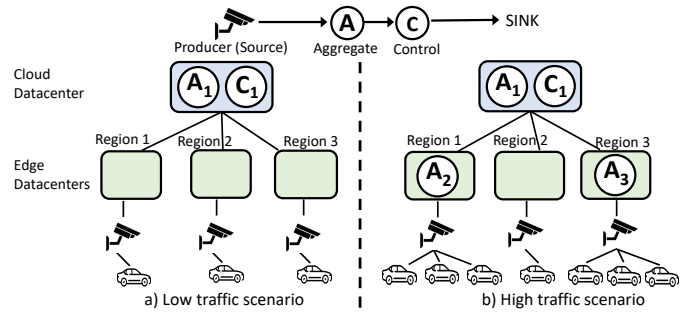 A
C
SINK
Producer (Source)
Aggregate
Control
Cloud
Datacenter
A1
C1
A1
C1
Region 1
Region 2
Region 3
Region 1
Region 2
Region 3
Edge
Datacenters
A2
A3
a) Low traffic scenario
b) High traffic scenario